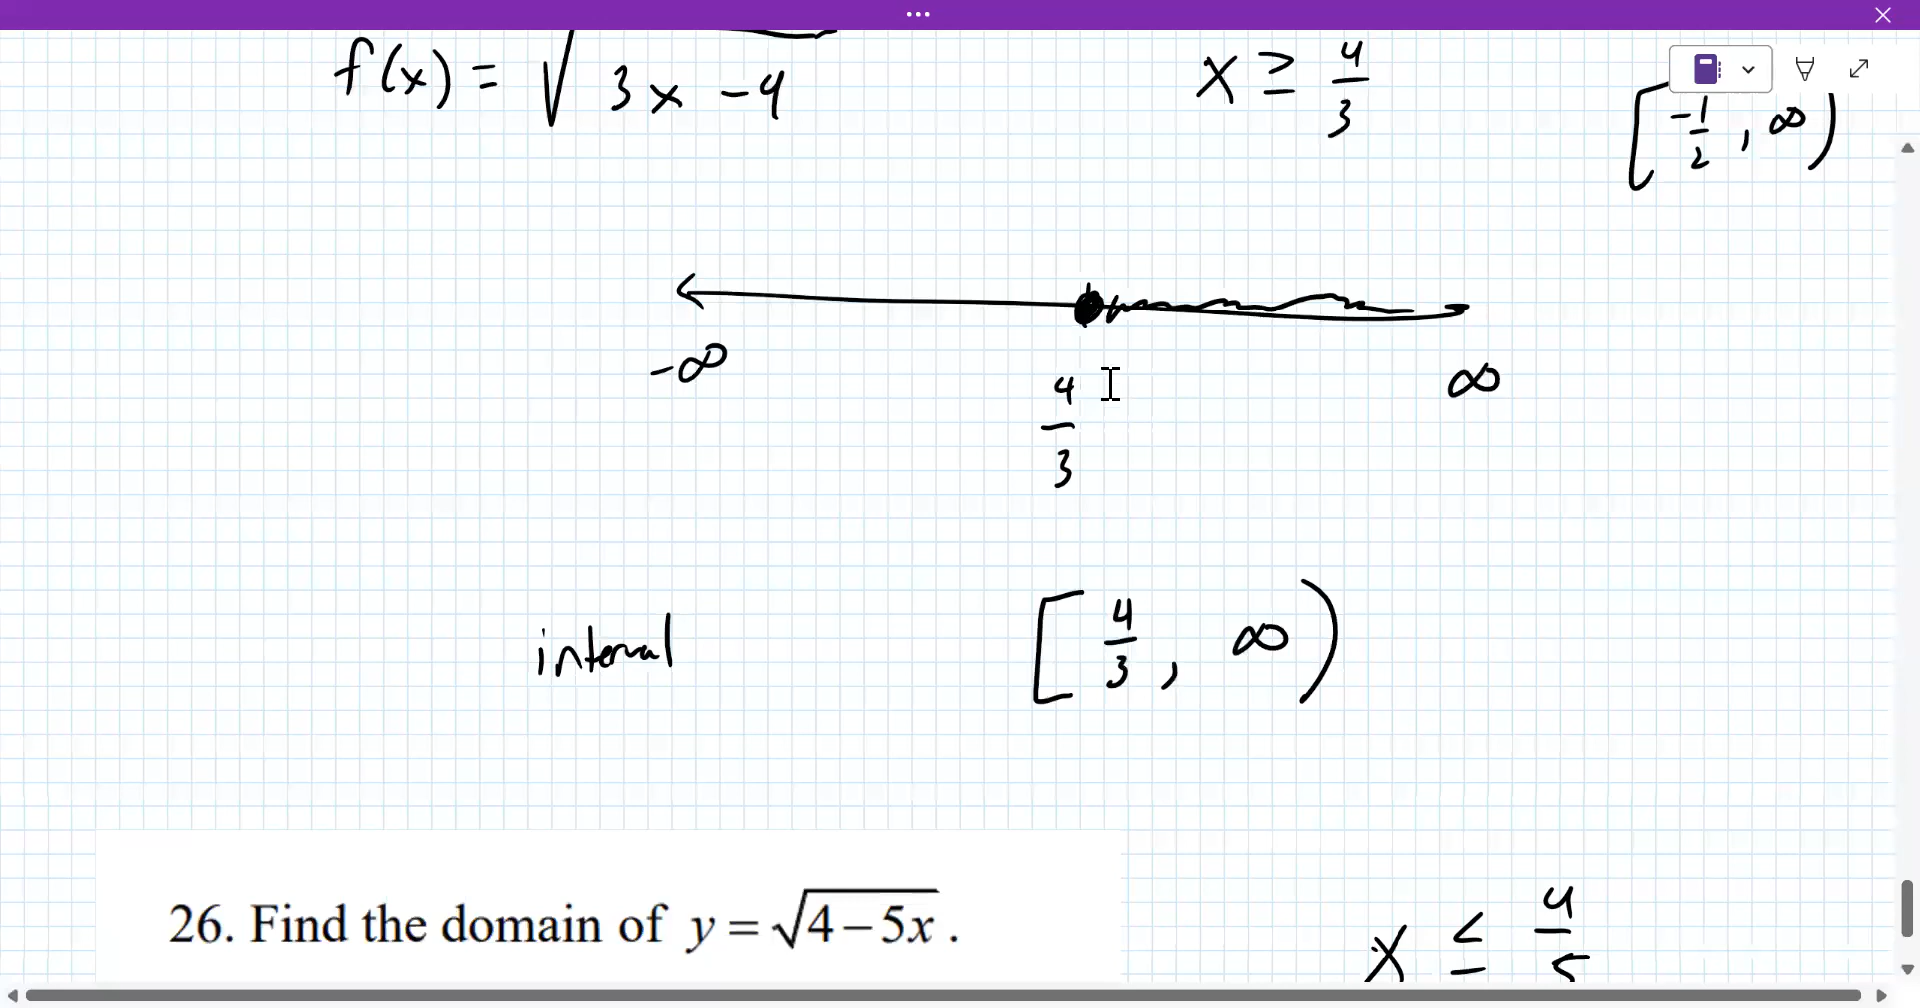 f(x) = √3x - 4
x ≥ 4/3
[-1/2, ∞)
-∞
4/3
∞
interval
[4/3, ∞)
26. Find the domain of y = √4 − 5x .
x ≤ 4/5